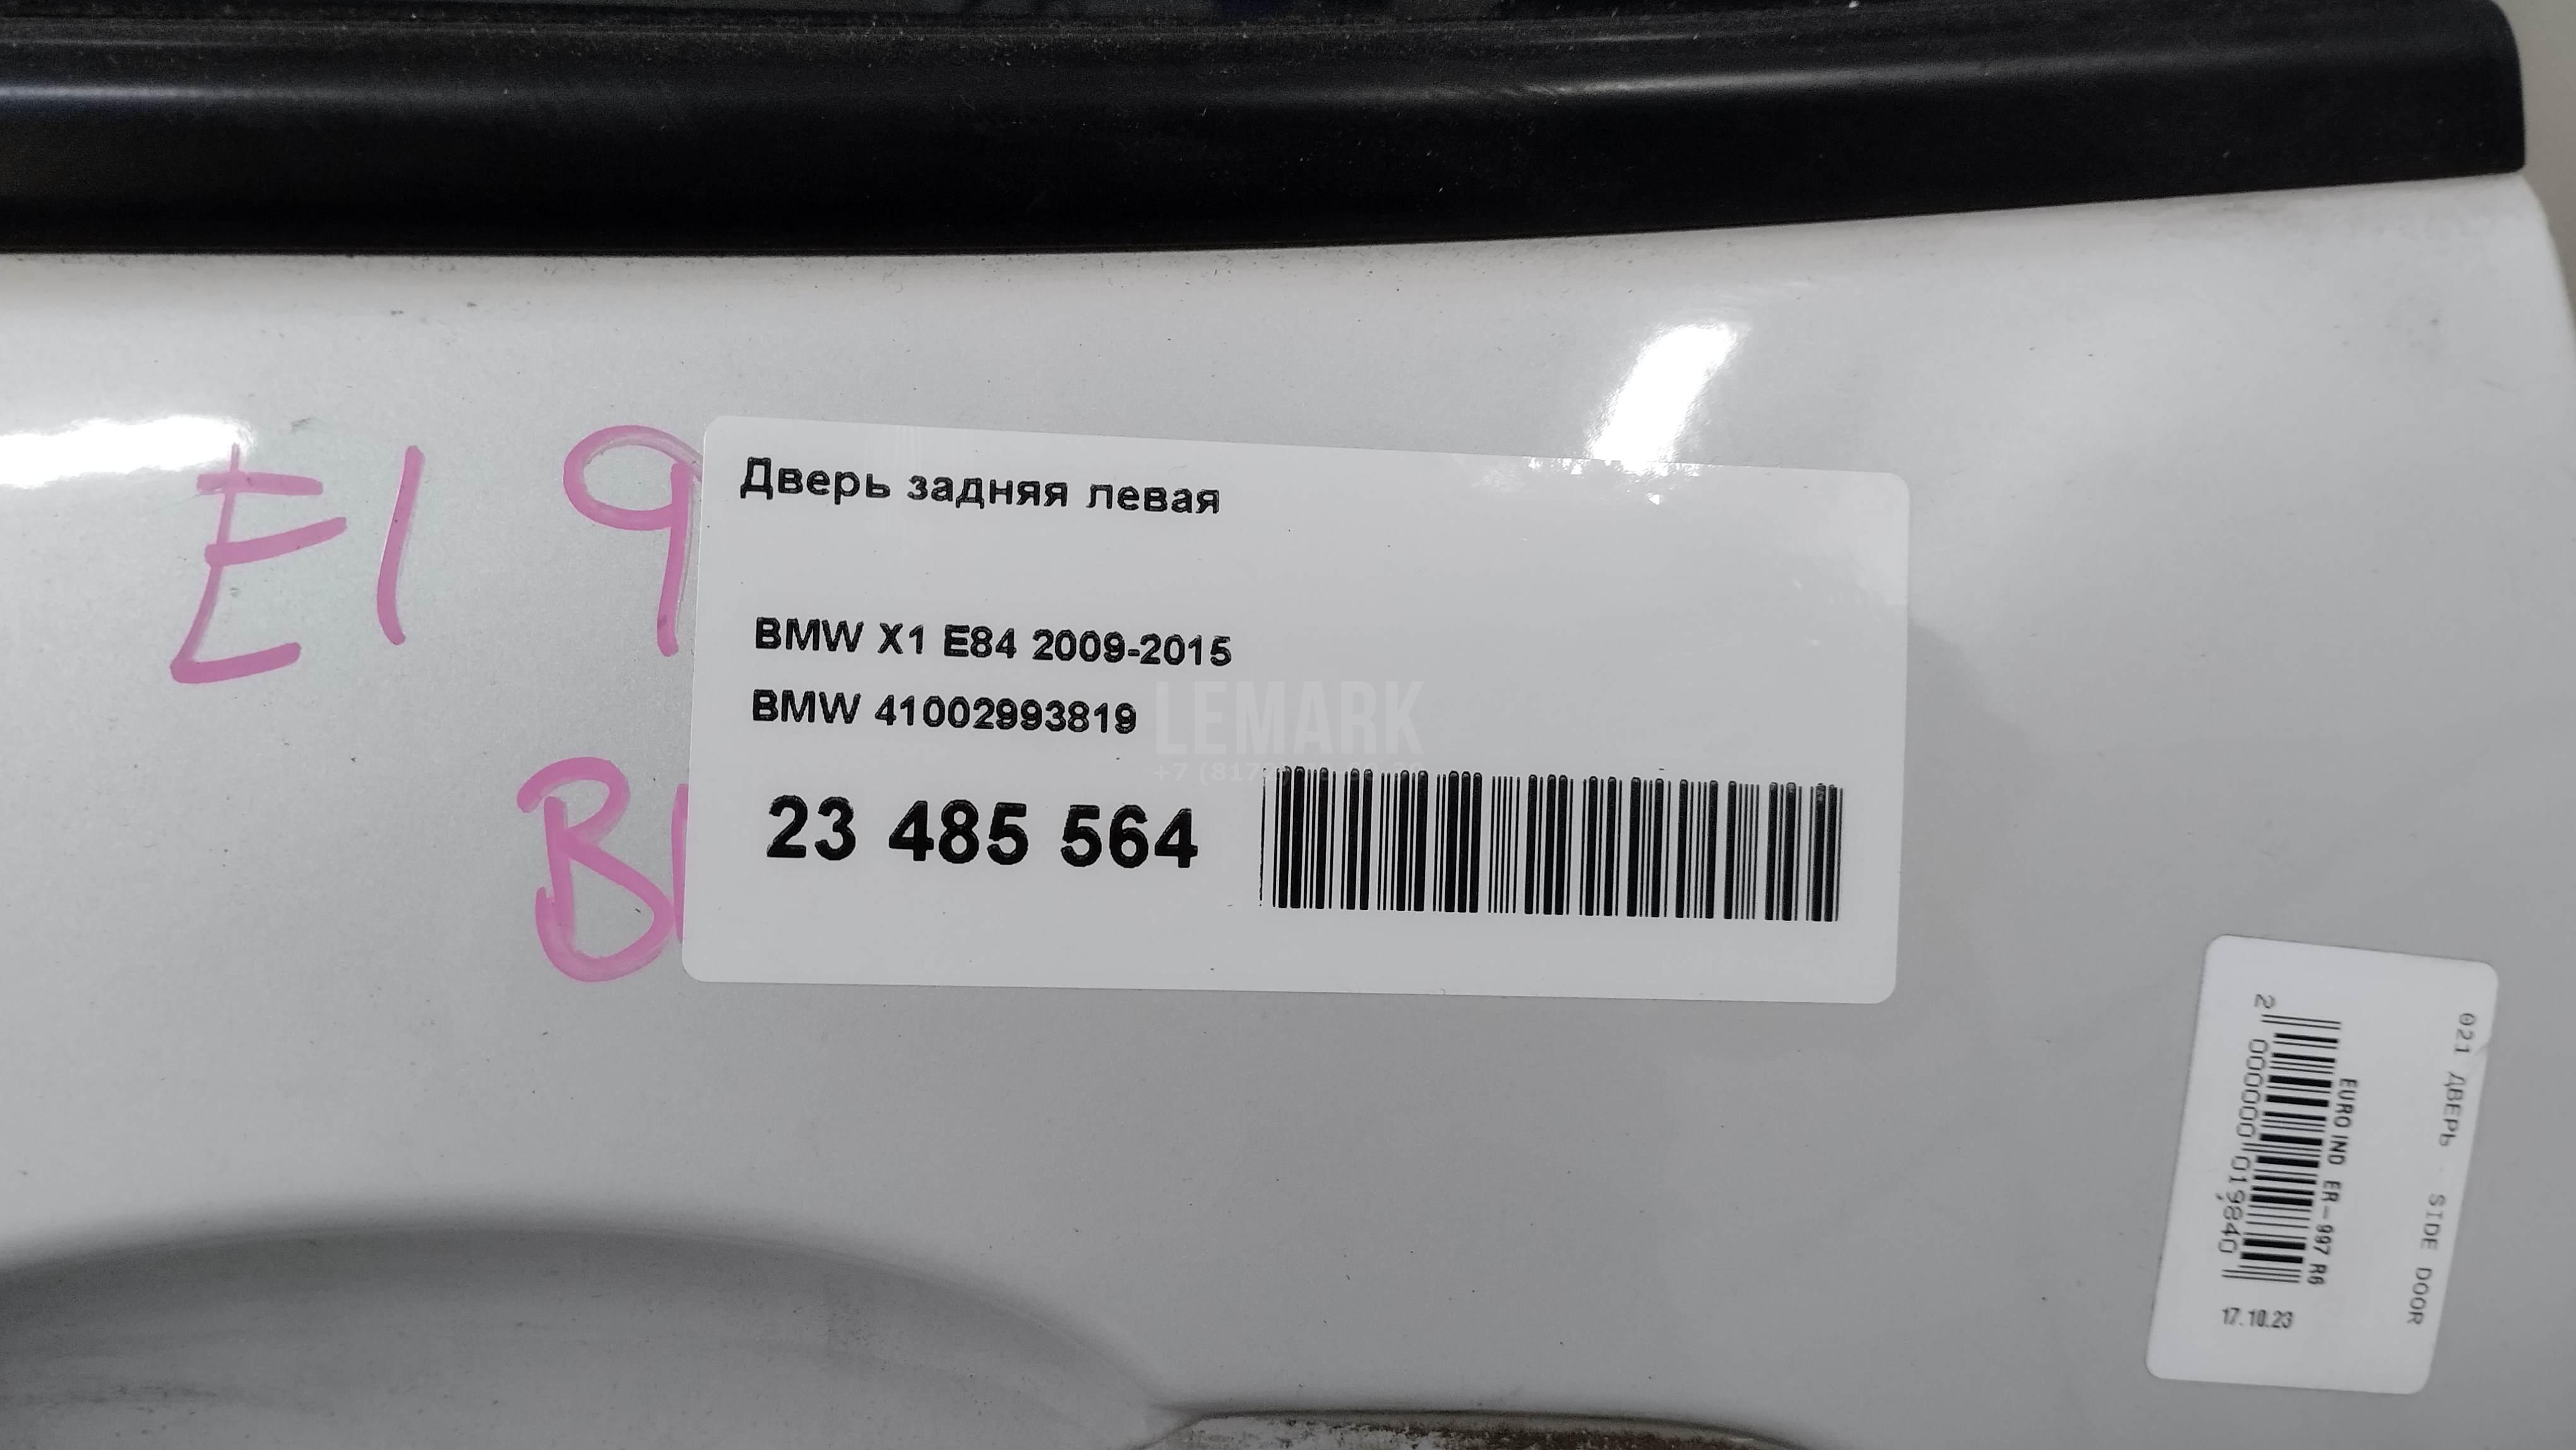 E1 9
B
Дверь задняя левая
BMW X1 E84 2009-2015
BMW 41002993819
LEMARK
23 485 564
021 ДВЕРЬ - SIDE DOOR
EURO IND ER-997 R6
2 000000 019840
17.10.23